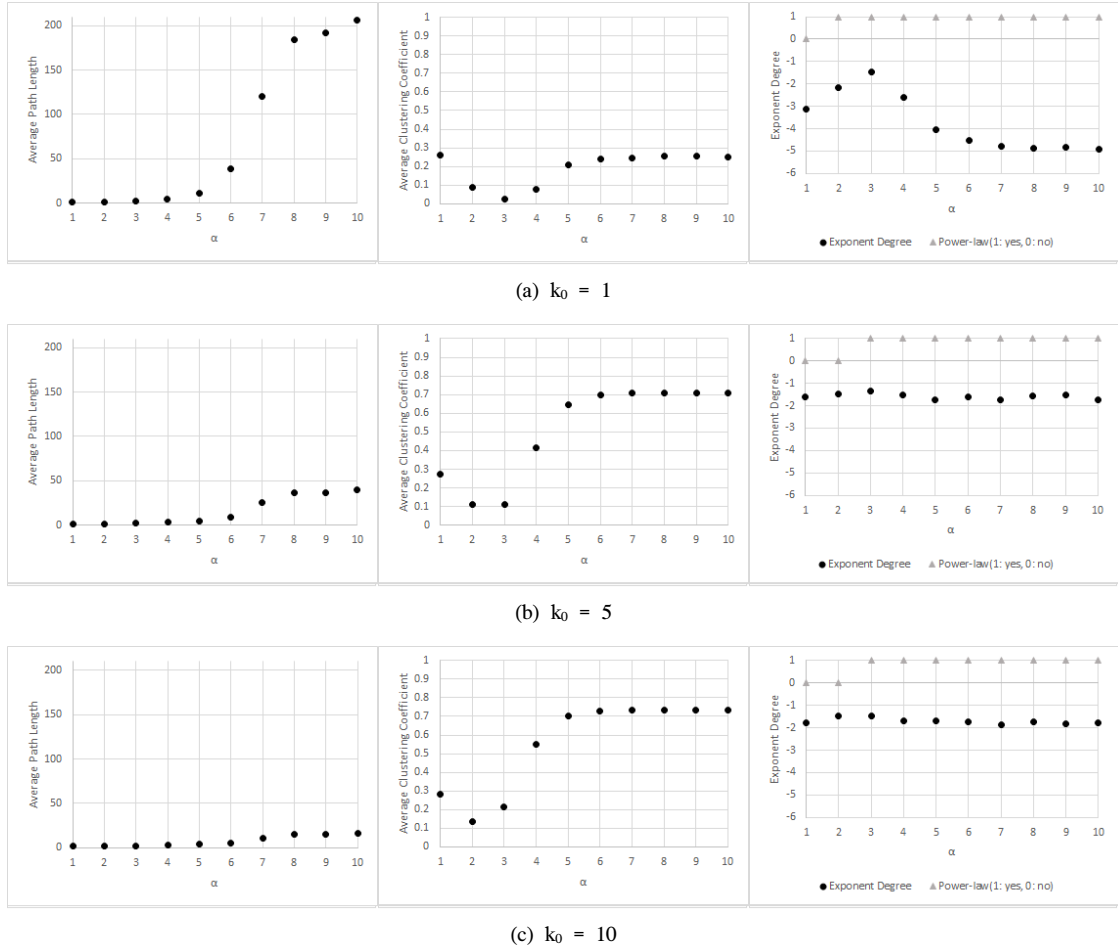 Average Path Length
200
150
100
50
0
1 2 3 4 5 6 7 8 9 10
α
Average Clustering Coefficient
1
0.9
0.8
0.7
0.6
0.5
0.4
0.3
0.2
0.1
0
1 2 3 4 5 6 7 8 9 10
α
Exponent Degree
1
0
-1
-2
-3
-4
-5
-6
1 2 3 4 5 6 7 8 9 10
α
Exponent Degree Power-law (1: yes, 0: no)
(a) k₀ = 1
Average Path Length
200
150
100
50
0
1 2 3 4 5 6 7 8 9 10
α
Average Clustering Coefficient
1
0.9
0.8
0.7
0.6
0.5
0.4
0.3
0.2
0.1
0
1 2 3 4 5 6 7 8 9 10
α
Exponent Degree
1
0
-1
-2
-3
-4
-5
-6
1 2 3 4 5 6 7 8 9 10
α
Exponent Degree Power-law (1: yes, 0: no)
(b) k₀ = 5
Average Path Length
200
150
100
50
0
1 2 3 4 5 6 7 8 9 10
α
Average Clustering Coefficient
1
0.9
0.8
0.7
0.6
0.5
0.4
0.3
0.2
0.1
0
1 2 3 4 5 6 7 8 9 10
α
Exponent Degree
1
0
-1
-2
-3
-4
-5
-6
1 2 3 4 5 6 7 8 9 10
α
Exponent Degree Power-law (1: yes, 0: no)
(c) k₀ = 10